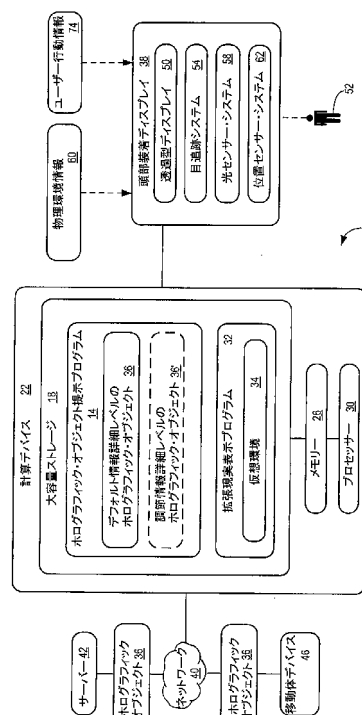 計算デバイス 22
大容量ストレージ 18
ホログラフィック・オブジェクト提示プログラム
14
デフォルト情報詳細レベルの
ホログラフィック・オブジェクト 36
調節情報詳細レベルの
ホログラフィック・オブジェクト 36'
拡張現実表示プログラム 32
仮想環境
34
メモリー 26
プロセッサー 30
サーバー 42
ホログラフィック
オブジェクト 36
ネットワーク
40
ホログラフィック
オブジェクト 36
移動体デバイス
46
物理環境情報
60
ユーザー行動情報
74
頭部装着ディスプレイ 38
透過型ディスプレイ 50
目追跡システム 54
光センサー・システム 58
位置センサー・システム 62
52